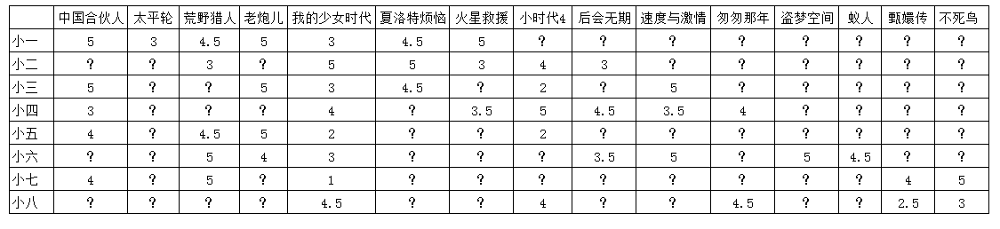 中国合伙人 太平轮 荒野猎人 老炮儿 我的少女时代 夏洛特烦恼 火星救援 小时代4 后会无期 速度与激情 匆匆那年 盗梦空间 蚁人 甄嬛传 不死鸟
小一 5 3 4.5 5 3 4.5 5 ? ? ? ? ? ? ? ?
小二 ? ? 3 ? 5 5 3 4 3 ? ? ? ? ? ?
小三 5 ? ? 5 3 4.5 ? 2 ? 5 ? ? ? ? ?
小四 3 ? ? ? 4 ? 3.5 5 4.5 3.5 4 ? ? ? ?
小五 4 ? 4.5 5 2 ? ? 2 ? ? ? ? ? ? ?
小六 ? ? 5 4 3 ? ? ? 3.5 5 ? 5 4.5 ? ?
小七 4 ? 5 ? 1 ? ? ? ? ? ? ? ? 4 5
小八 ? ? ? ? 4.5 ? ? 4 ? ? 4.5 ? ? 2.5 3